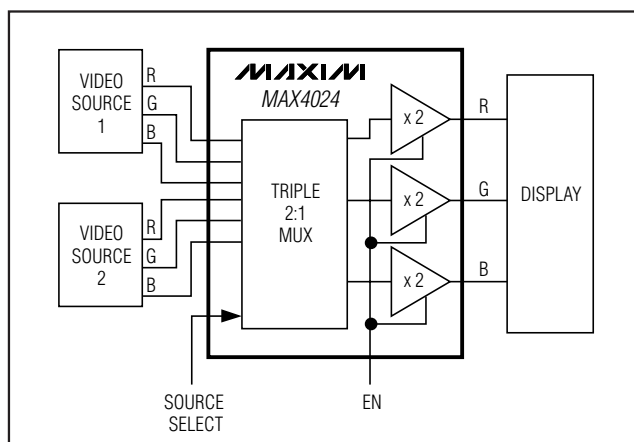 VIDEO
SOURCE
1
R
G
B
VIDEO
SOURCE
2
R
G
B
MAXIM
MAX4024
TRIPLE
2:1
MUX
x 2
x 2
x 2
R
G
B
DISPLAY
SOURCE
SELECT
EN